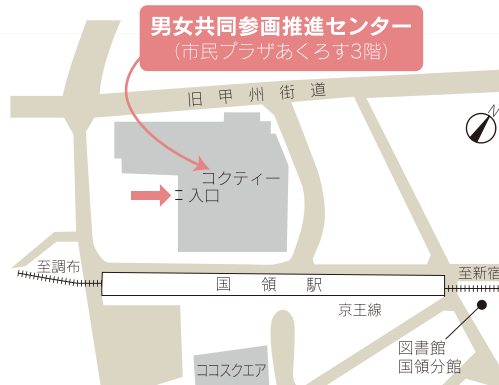 男女共同参画推進センター
(市民プラザあくろす3階)
旧甲州街道
N
コクティー
入口
至調布
国領駅
至新宿
京王線
図書館
国領分館
ココスクエア